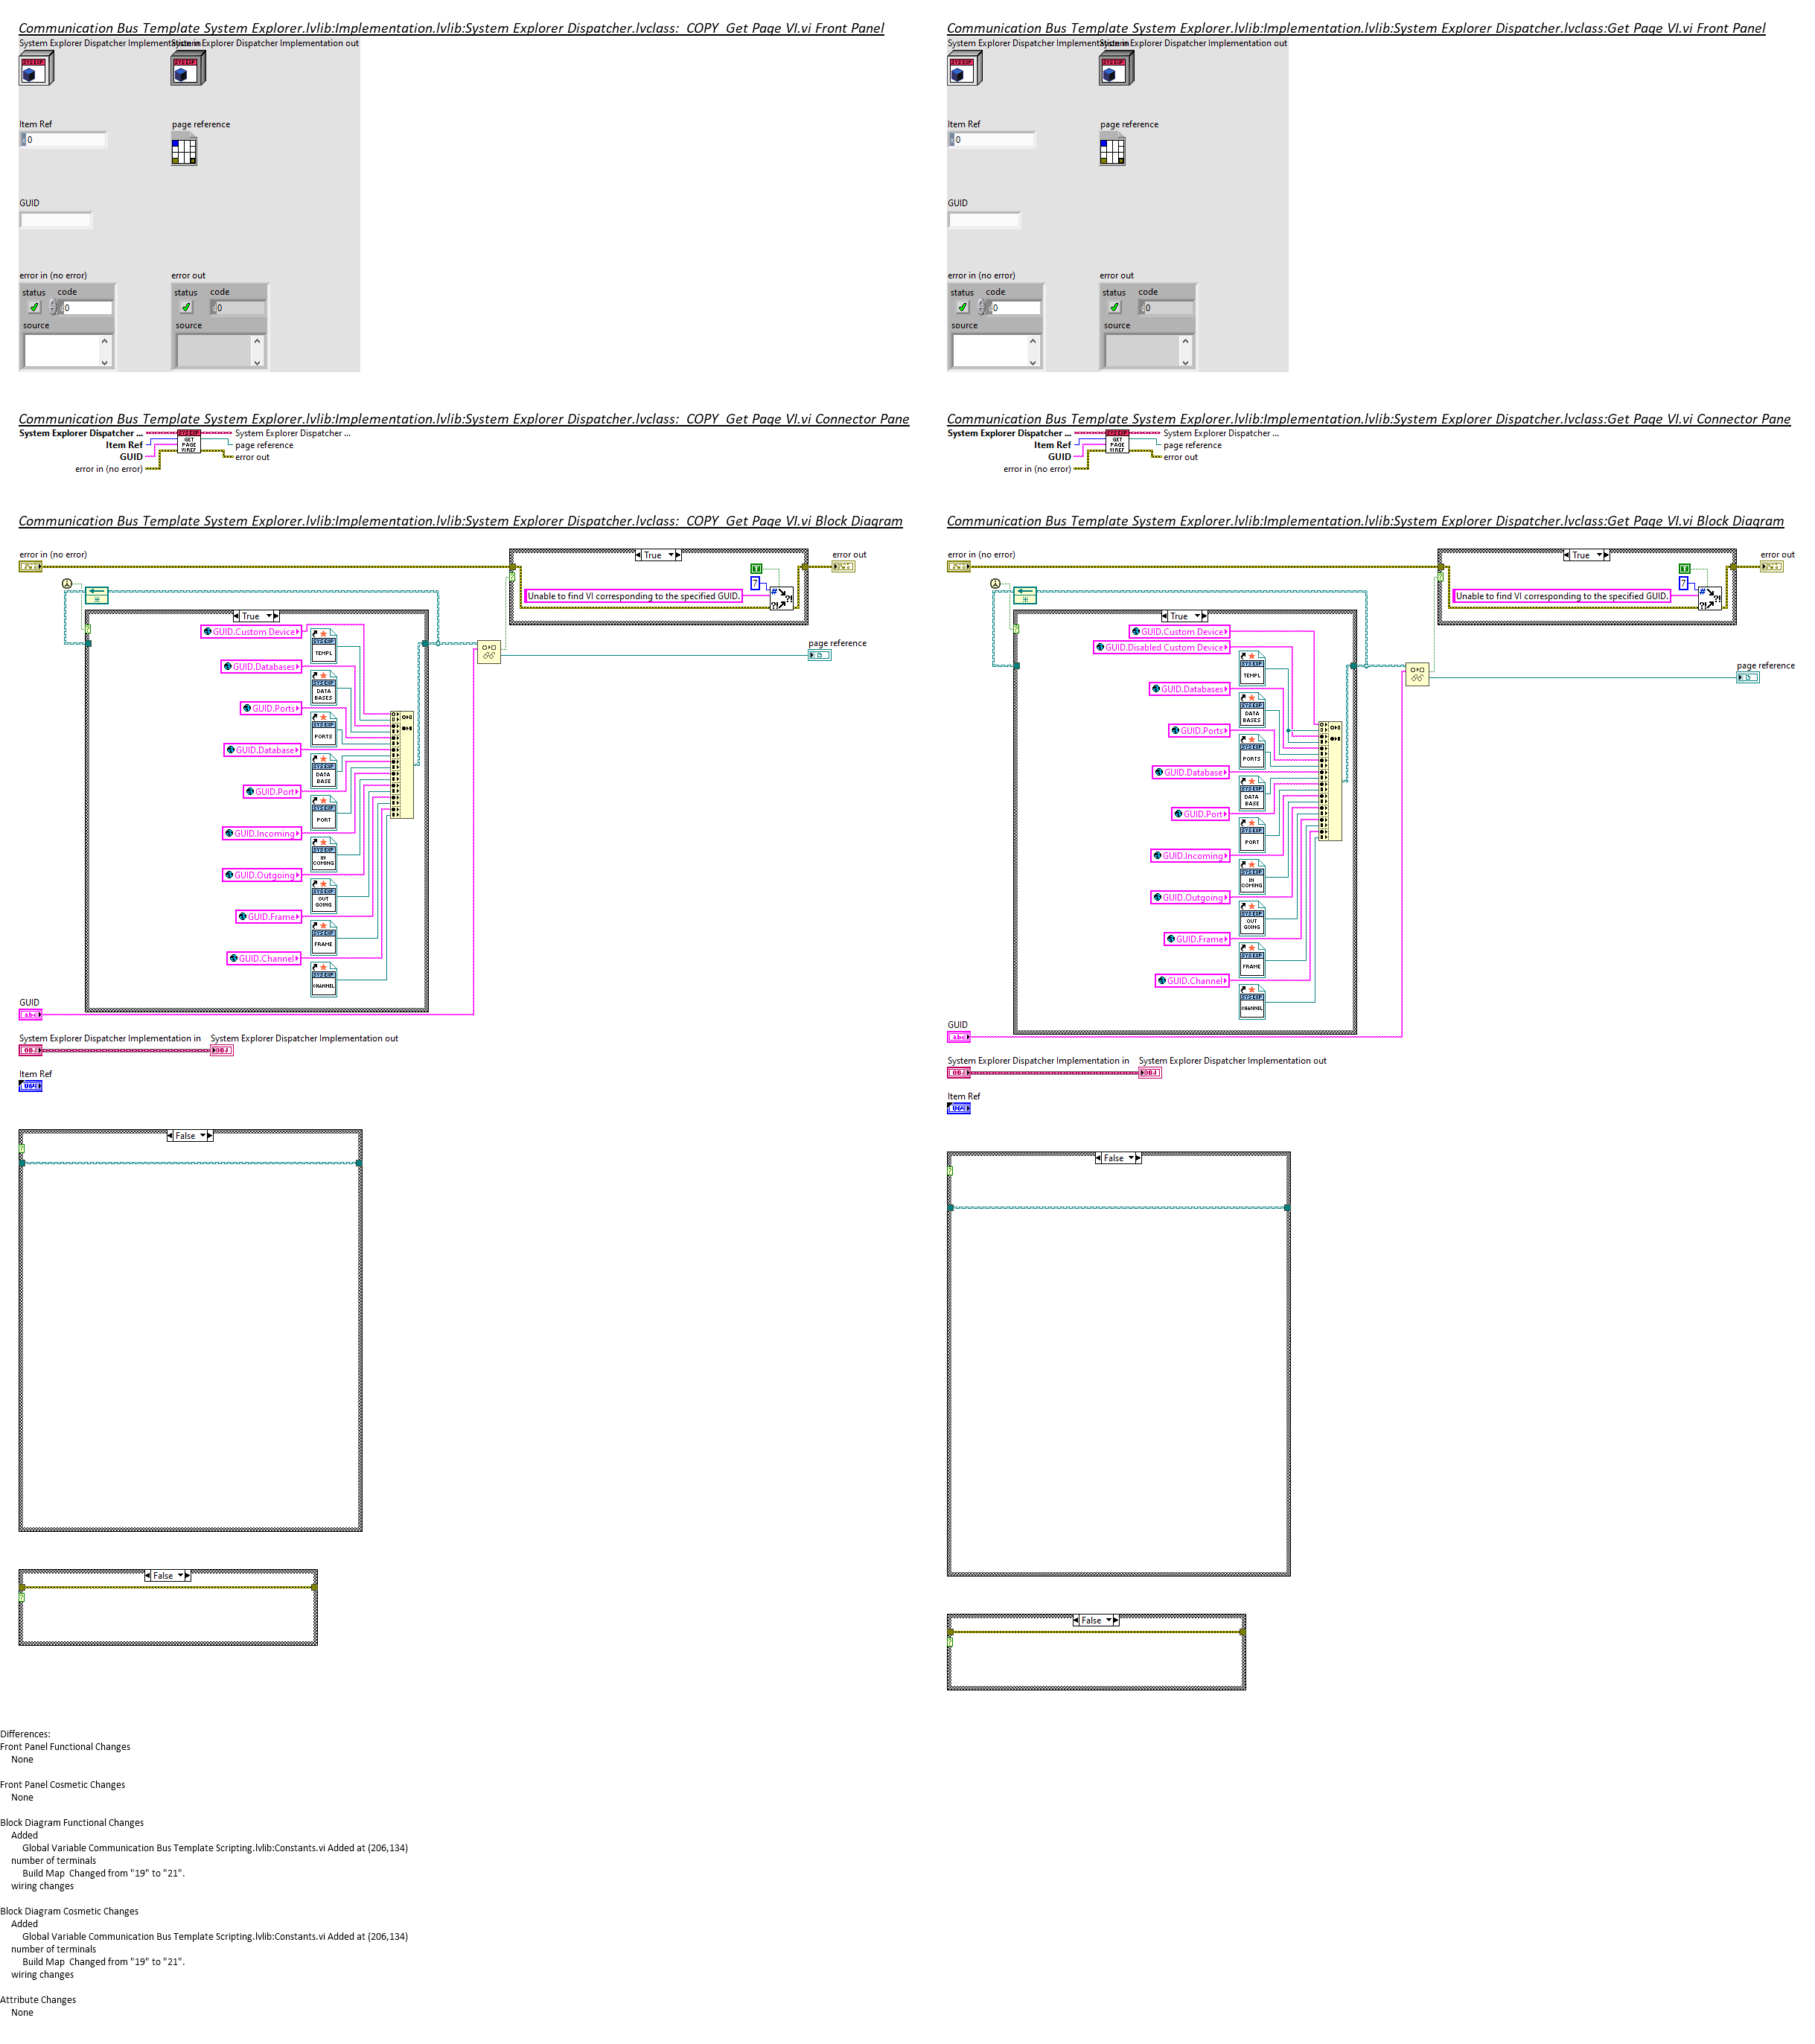 Communication Bus Template System Explorer.lvlib:Implementation.lvlib:System Explorer Dispatcher.lvclass:_COPY_Get Page VI.vi Front Panel
System Explorer Dispatcher Implementation out
Item Ref
page reference
0
GUID
error in (no error)
error out
status code
status code
0
0
source
source
Communication Bus Template System Explorer.lvlib:Implementation.lvlib:System Explorer Dispatcher.lvclass:_COPY_Get Page VI.vi Connector Pane
System Explorer Dispatcher ...
System Explorer Dispatcher ...
Item Ref
page reference
GUID
error out
error in (no error)
GET
PAGE
VI REF
Communication Bus Template System Explorer.lvlib:Implementation.lvlib:System Explorer Dispatcher.lvclass:_COPY_Get Page VI.vi Block Diagram
error in (no error)
True
error out
T
7
Unable to find VI corresponding to the specified GUID.
True
GUID.Custom Device
TEMPL
page reference
GUID.Databases
DATA
BASES
GUID.Ports
PORTS
GUID.Database
DATA
BASE
GUID.Port
PORT
GUID.Incoming
IN
COMING
GUID.Outgoing
OUT
GOING
GUID.Frame
FRAME
GUID.Channel
CHANNEL
GUID
abc
System Explorer Dispatcher Implementation in
System Explorer Dispatcher Implementation out
OBJ
OBJ
Item Ref
U64
False
False
Communication Bus Template System Explorer.lvlib:Implementation.lvlib:System Explorer Dispatcher.lvclass:Get Page VI.vi Front Panel
System Explorer Dispatcher Implementation out
Item Ref
page reference
0
GUID
error in (no error)
error out
status code
status code
0
0
source
source
Communication Bus Template System Explorer.lvlib:Implementation.lvlib:System Explorer Dispatcher.lvclass:Get Page VI.vi Connector Pane
System Explorer Dispatcher ...
System Explorer Dispatcher ...
Item Ref
page reference
GUID
error out
error in (no error)
GET
PAGE
VI REF
Communication Bus Template System Explorer.lvlib:Implementation.lvlib:System Explorer Dispatcher.lvclass:Get Page VI.vi Block Diagram
error in (no error)
True
error out
T
7
Unable to find VI corresponding to the specified GUID.
True
GUID.Custom Device
GUID.Disabled Custom Device
TEMPL
page reference
GUID.Databases
DATA
BASES
GUID.Ports
PORTS
GUID.Database
DATA
BASE
GUID.Port
PORT
GUID.Incoming
IN
COMING
GUID.Outgoing
OUT
GOING
GUID.Frame
FRAME
GUID.Channel
CHANNEL
GUID
abc
System Explorer Dispatcher Implementation in
System Explorer Dispatcher Implementation out
OBJ
OBJ
Item Ref
U64
False
False
Differences:
Front Panel Functional Changes
None
Front Panel Cosmetic Changes
None
Block Diagram Functional Changes
Added
Global Variable Communication Bus Template Scripting.lvlib:Constants.vi Added at (206,134)
number of terminals
Build Map  Changed from "19" to "21".
wiring changes
Block Diagram Cosmetic Changes
Added
Global Variable Communication Bus Template Scripting.lvlib:Constants.vi Added at (206,134)
number of terminals
Build Map  Changed from "19" to "21".
wiring changes
Attribute Changes
None